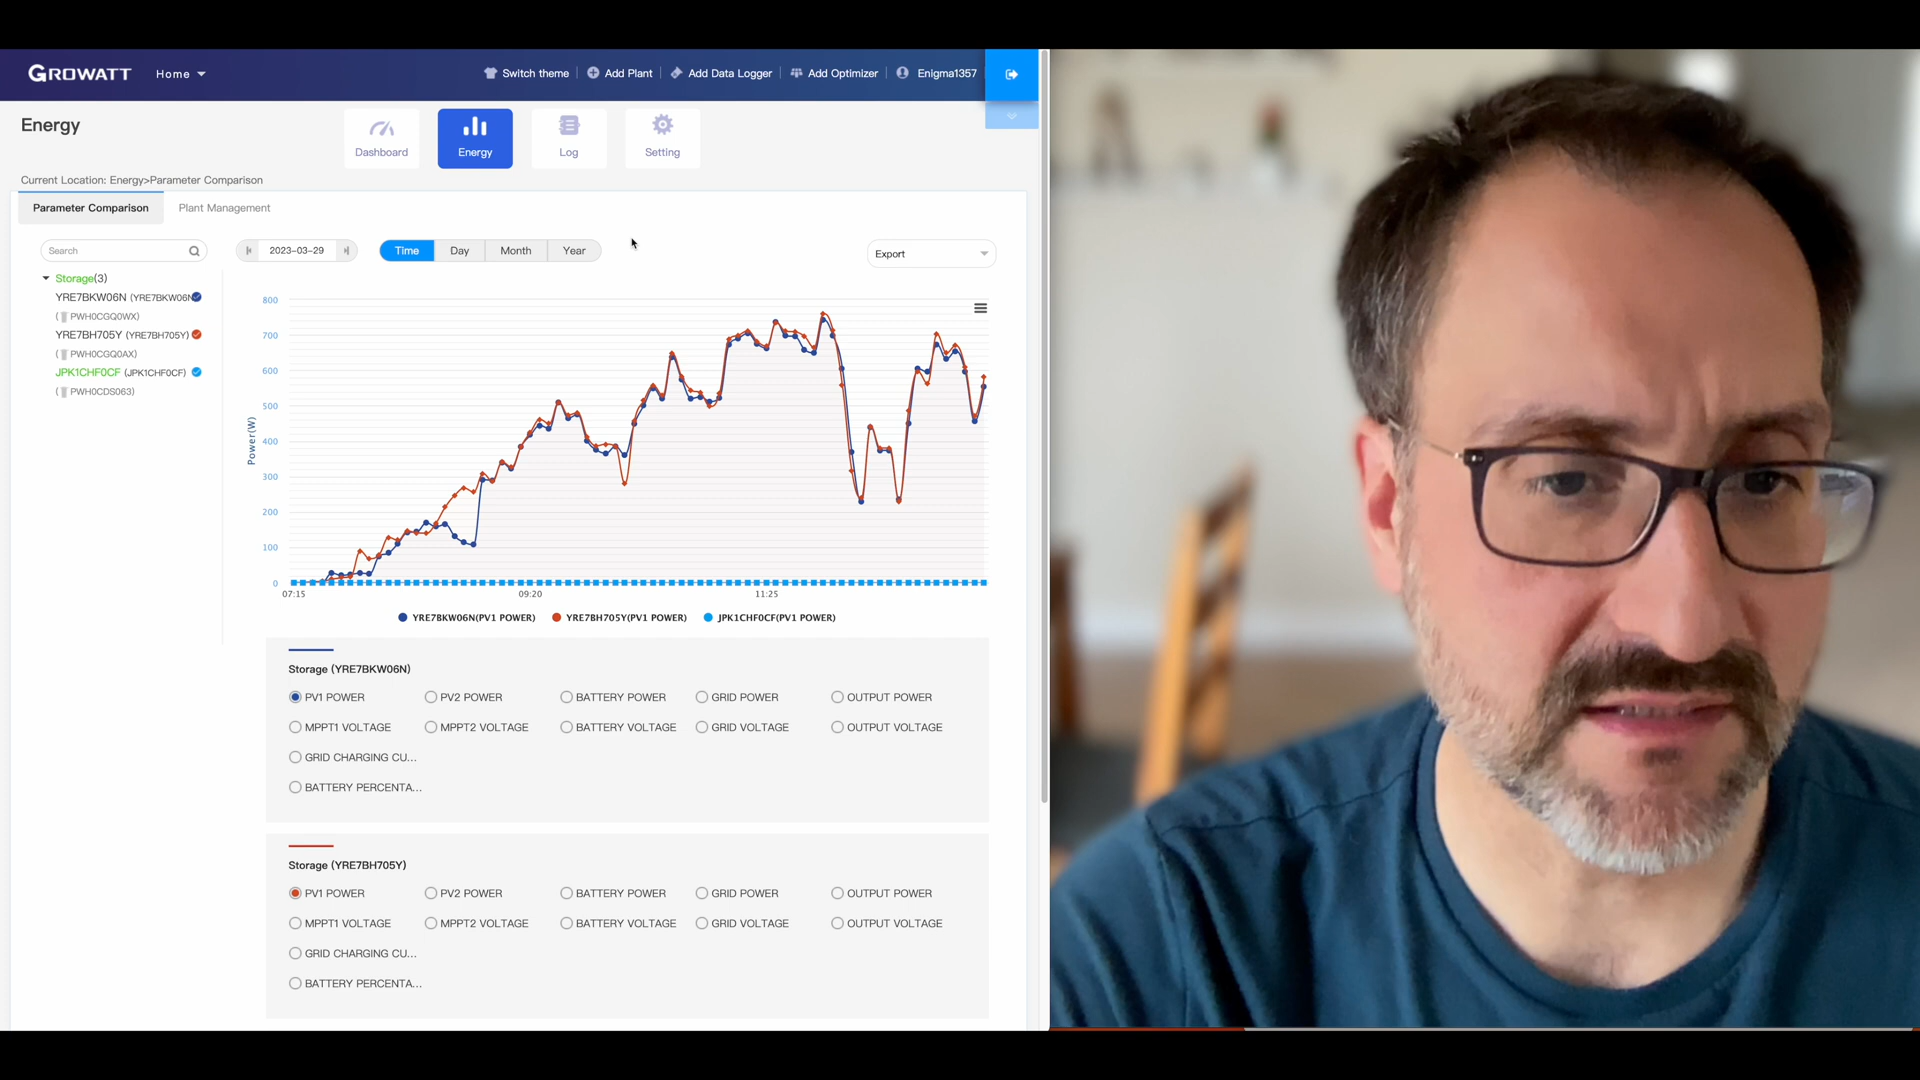 GROWATT
Home
Switch theme
Add Plant
Add Data Logger
Add Optimizer
Enigma1357
Energy
Dashboard
Energy
Log
Setting
Current Location: Energy>Parameter Comparison
Parameter Comparison
Plant Management
Search
2023-03-29
Time
Day
Month
Year
Export
Storage(3)
YRE7BKW06N (YRE7BKW06N
(PWH0CGQ0WX)
YRE7BH705Y (YRE7BH705Y)
(PWH0CGQ0AX)
JPK1CHF0CF (JPK1CHF0CF)
(PWH0CDS063)
800
700
600
500
400
300
200
100
0
Power(W)
07:15
09:20
11:25
YRE7BKW06N(PV1 POWER)
YRE7BH705Y(PV1 POWER)
JPK1CHF0CF(PV1 POWER)
Storage (YRE7BKW06N)
PV1 POWER
PV2 POWER
BATTERY POWER
GRID POWER
OUTPUT POWER
MPPT1 VOLTAGE
MPPT2 VOLTAGE
BATTERY VOLTAGE
GRID VOLTAGE
OUTPUT VOLTAGE
GRID CHARGING CU...
BATTERY PERCENTA...
Storage (YRE7BH705Y)
PV1 POWER
PV2 POWER
BATTERY POWER
GRID POWER
OUTPUT POWER
MPPT1 VOLTAGE
MPPT2 VOLTAGE
BATTERY VOLTAGE
GRID VOLTAGE
OUTPUT VOLTAGE
GRID CHARGING CU...
BATTERY PERCENTA...